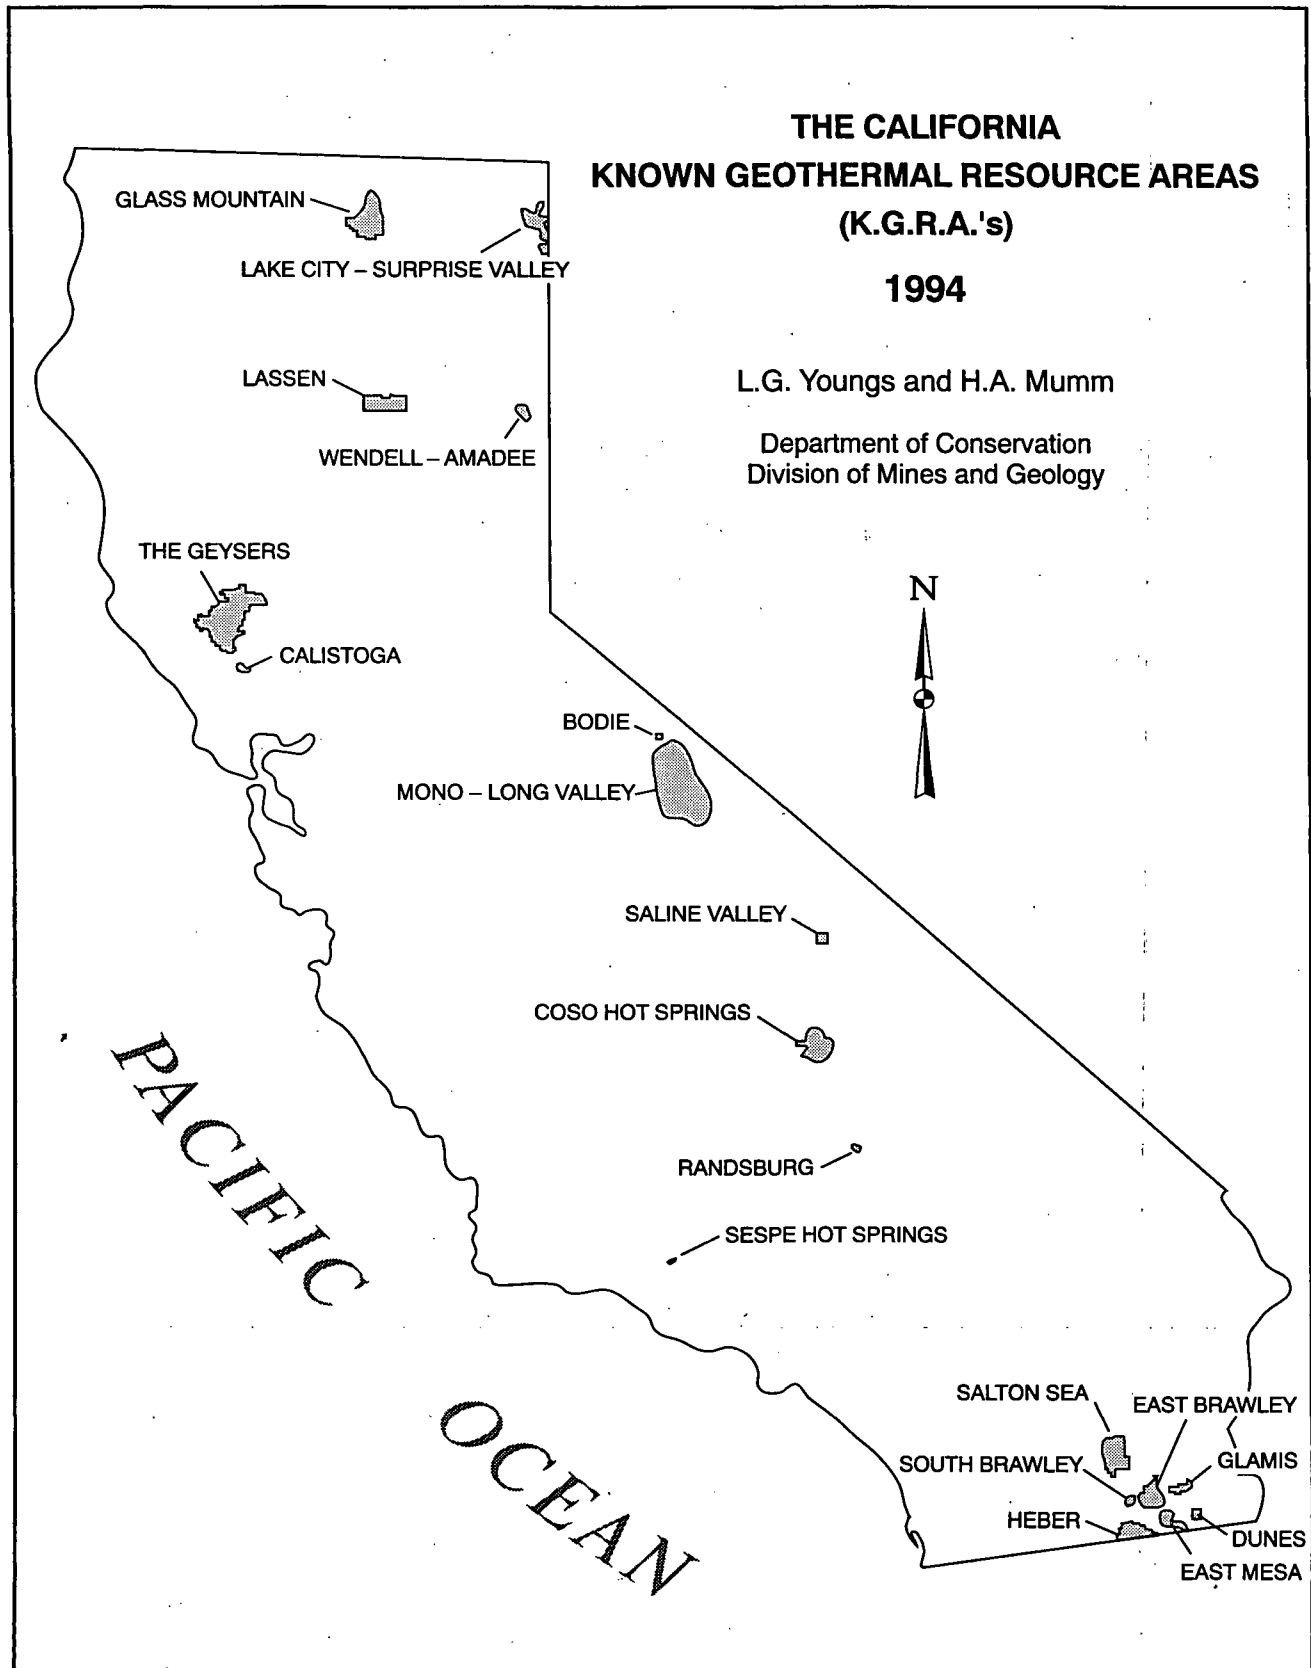 THE CALIFORNIA
KNOWN GEOTHERMAL RESOURCE AREAS
(K.G.R.A.'s)
1994
L.G. Youngs and H.A. Mumm
Department of Conservation
Division of Mines and Geology
N
GLASS MOUNTAIN
LAKE CITY – SURPRISE VALLEY
LASSEN
WENDELL – AMADEE
THE GEYSERS
CALISTOGA
BODIE
MONO – LONG VALLEY
SALINE VALLEY
COSO HOT SPRINGS
RANDSBURG
SESPE HOT SPRINGS
PACIFIC
OCEAN
SALTON SEA
EAST BRAWLEY
SOUTH BRAWLEY
GLAMIS
HEBER
DUNES
EAST MESA